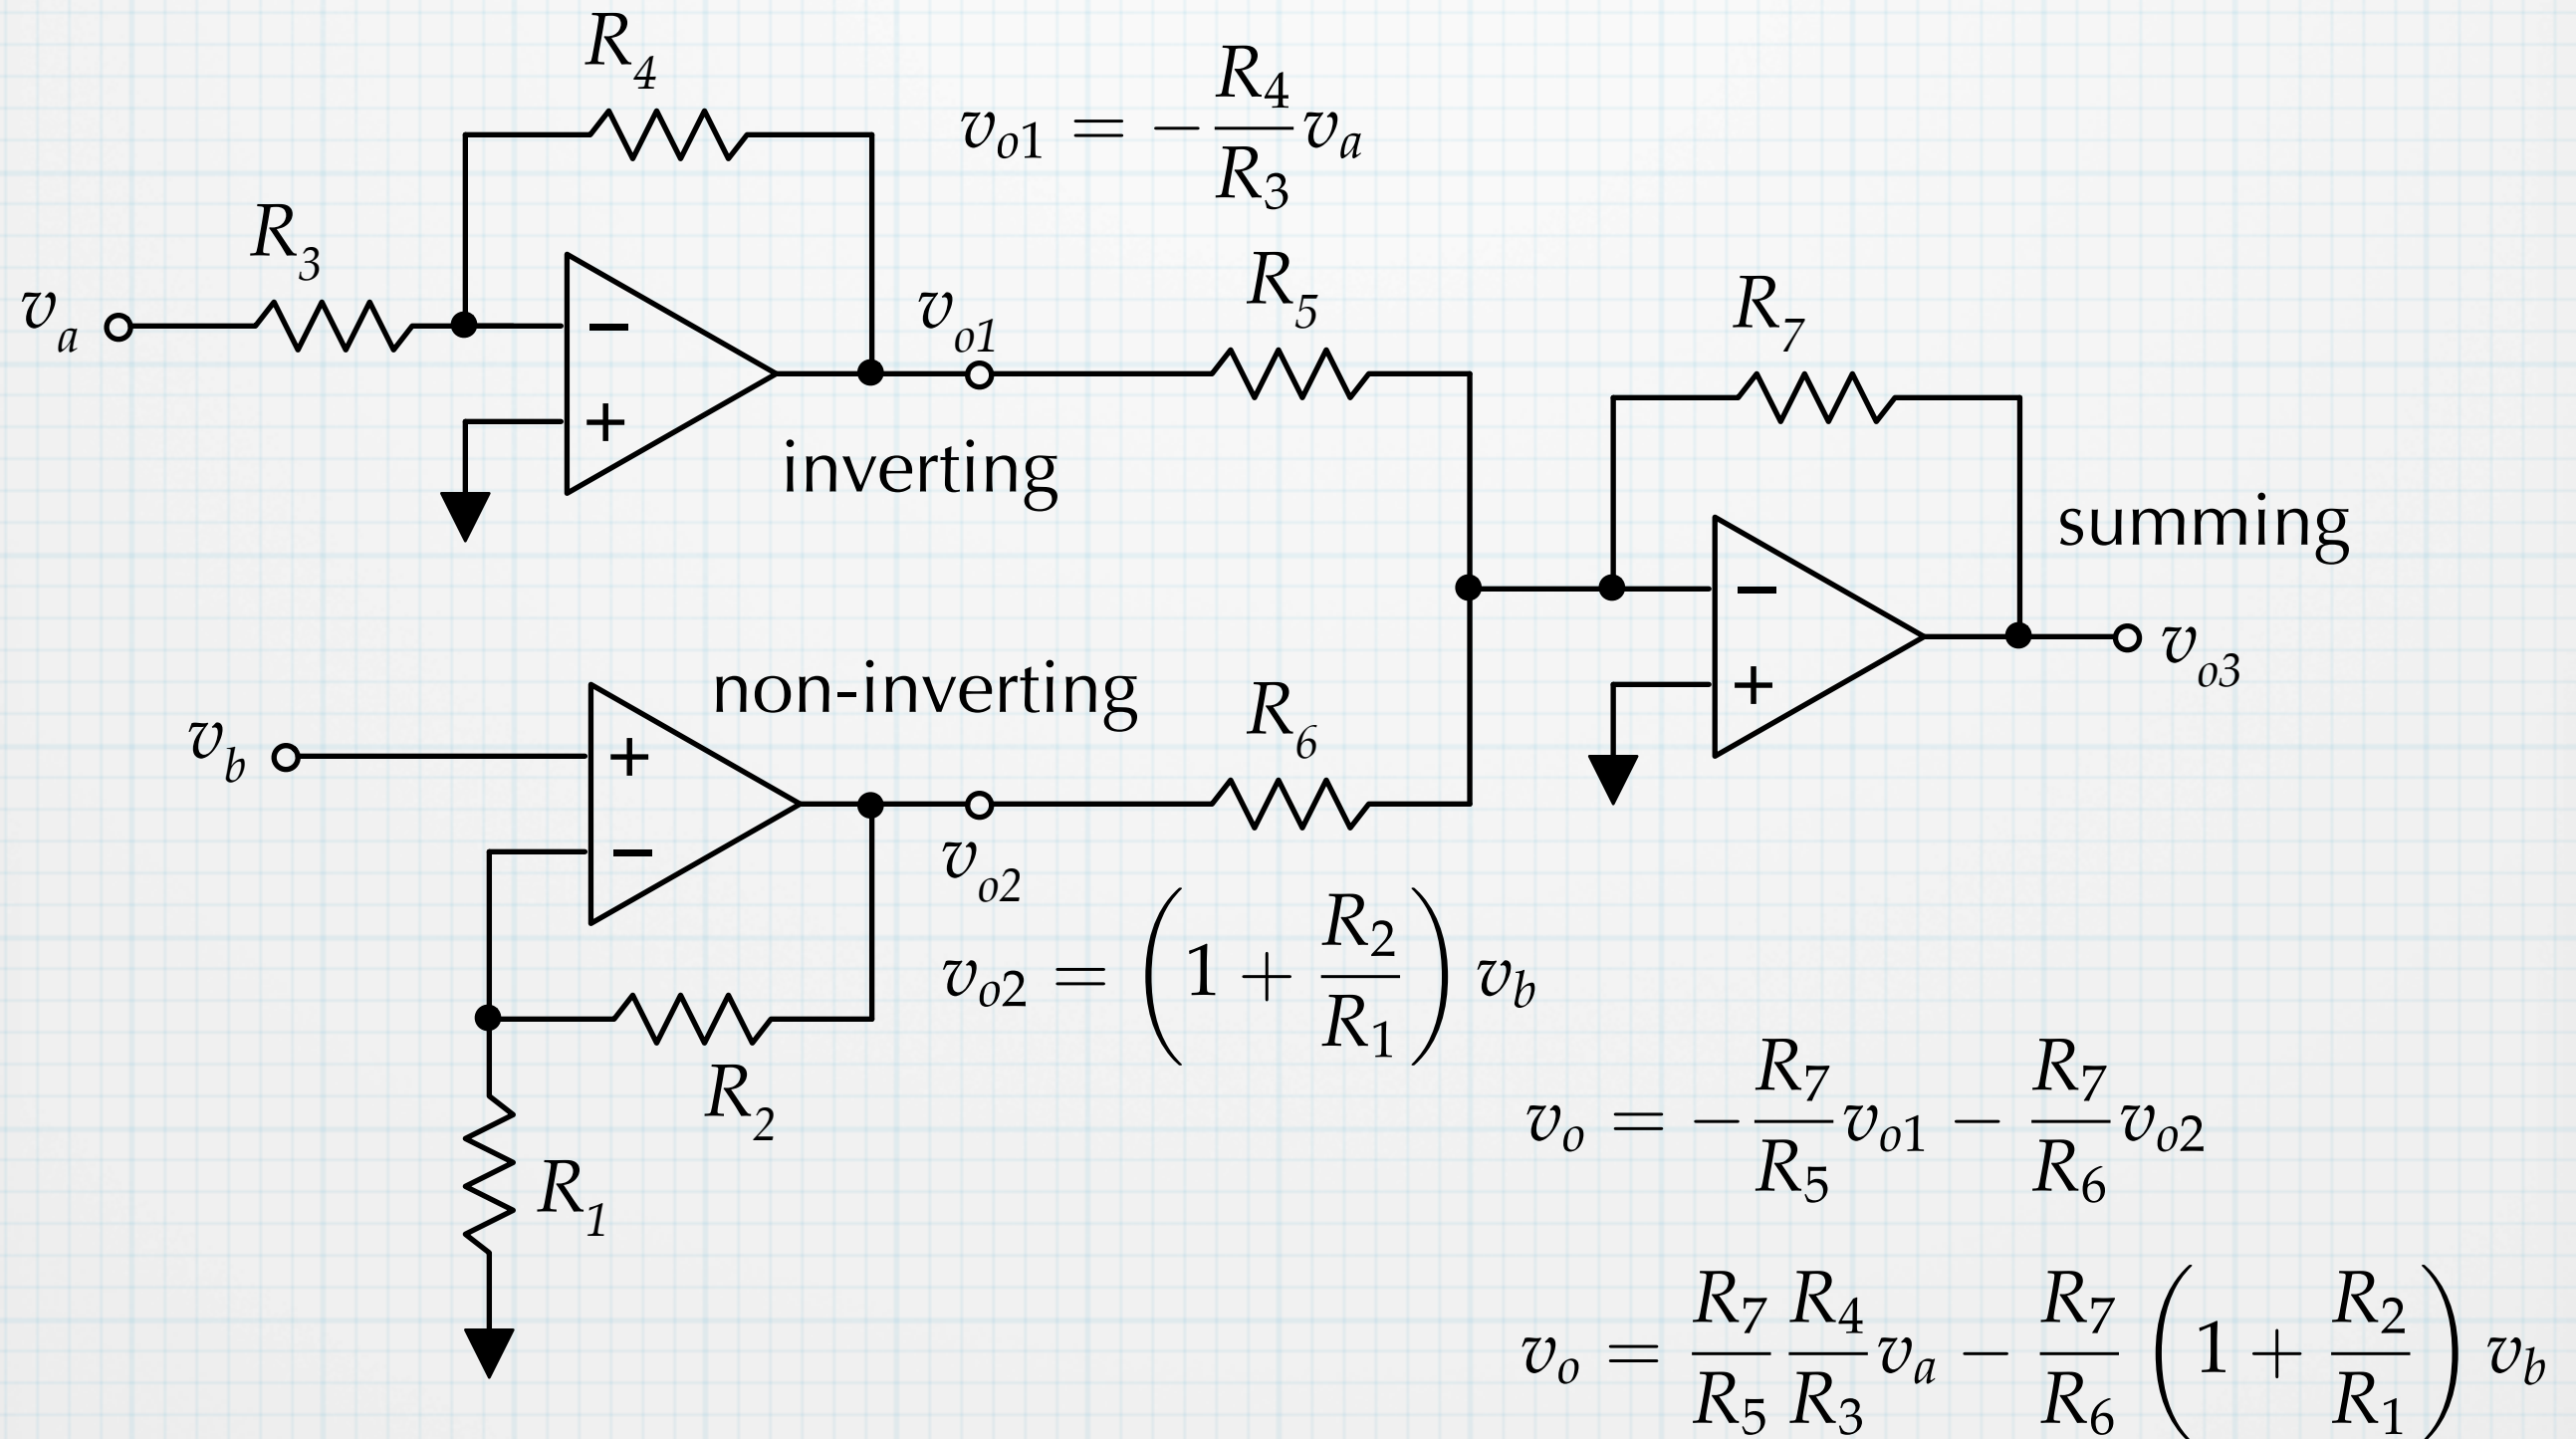 R4
vo1 = −R4/R3 va
R3
va
−
+
vo1
R5
R7
inverting
summing
−
+
vo3
non-inverting
vb
+
−
R6
vo2
vo2 = (1 + R2/R1) vb
R2
R1
vo = −R7/R5 vo1 − R7/R6 vo2
vo = R7/R5 R4/R3 va − R7/R6 (1 + R2/R1) vb